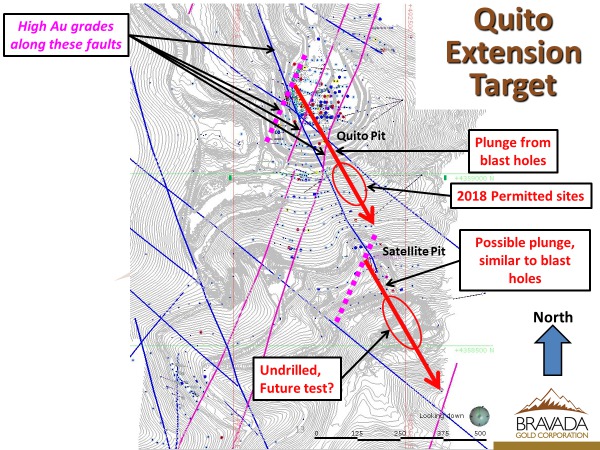 High Au grades
along these faults
Quito
Extension
Target
Quito Pit
Plunge from
blast holes
2018 Permitted sites
Satellite Pit
Possible plunge,
similar to blast
holes
North
Undrilled,
Future test?
Looking down
0 125 250 375 500
BRAVADA
GOLD CORPORATION